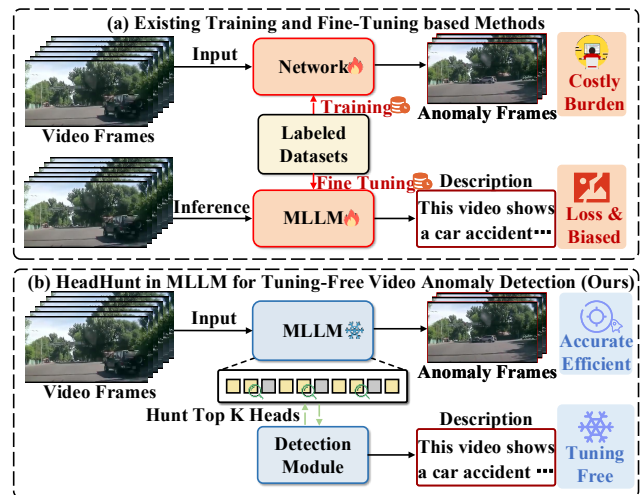 (a) Existing Training and Fine-Tuning based Methods
Input
Network
Video Frames
Training
Anomaly Frames
Costly
Burden
Labeled
Datasets
Fine Tuning
Inference
MLLM
Description
This video shows
a car accident ...
Loss &
Biased
(b) HeadHunt in MLLM for Tuning-Free Video Anomaly Detection (Ours)
Input
MLLM
Video Frames
Anomaly Frames
Accurate
Efficient
Hunt Top K Heads
Detection
Module
Description
This video shows
a car accident ...
Tuning
Free